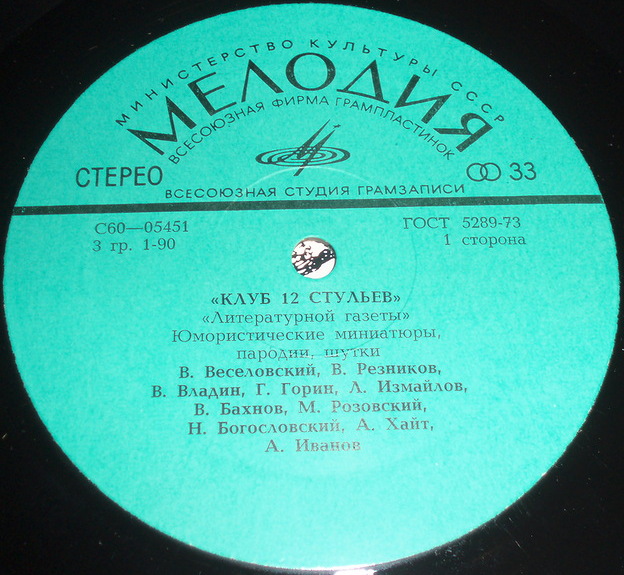 МИНИСТЕРСТВО КУЛЬТУРЫ СССР
МЕЛОДИЯ
ВСЕСОЮЗНАЯ ФИРМА ГРАМПЛАСТИНОК
СТЕРЕО
33
ВСЕСОЮЗНАЯ СТУДИЯ ГРАМЗАПИСИ
С60—05451
ГОСТ 5289-73
3 гр. 1-90
1 сторона
«КЛУБ 12 СТУЛЬЕВ»
«Литературной газеты»
Юмористические миниатюры,
пародии, шутки
В. Веселовский, В. Резников,
В. Владин, Г. Горин, Л. Измайлов,
В. Бахнов, М. Розовский,
Н. Богословский, А. Хайт,
А. Иванов